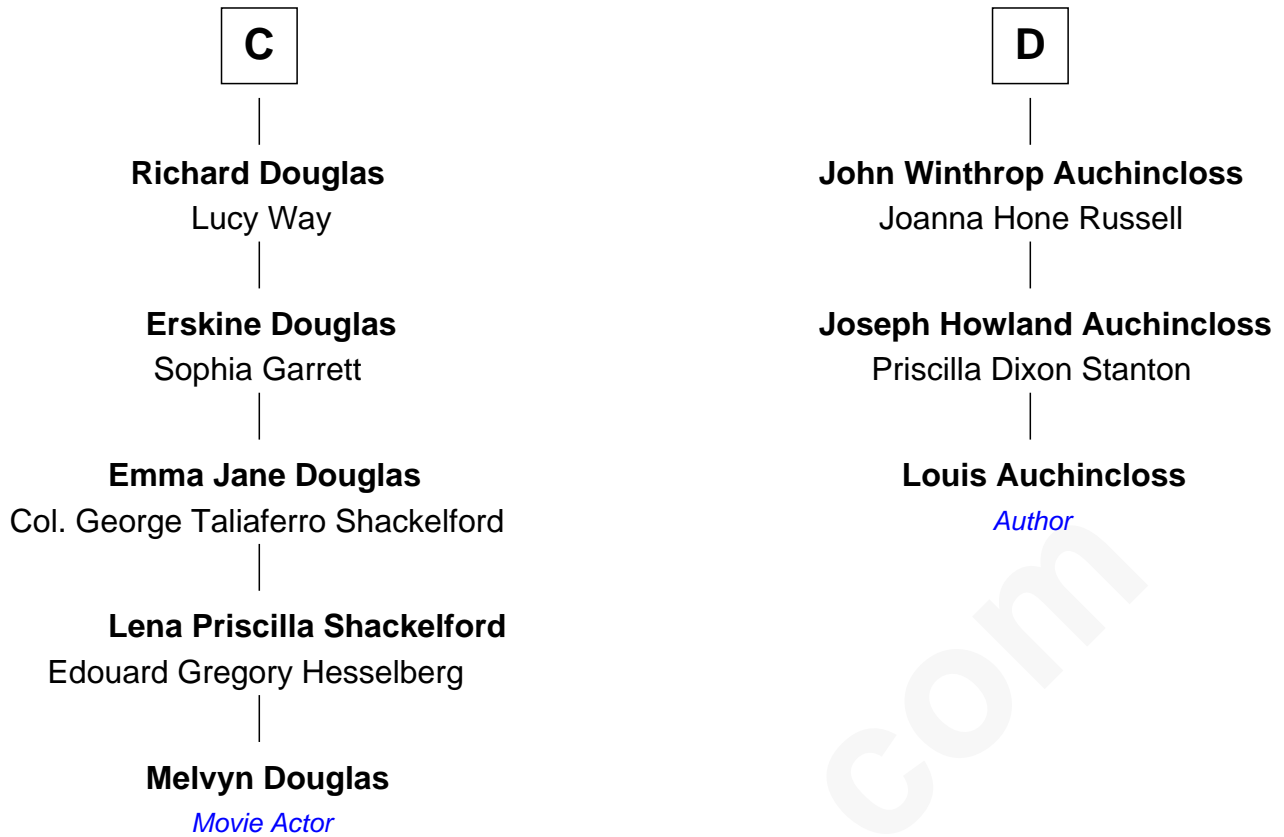 C
Richard Douglas
Lucy Way
Erskine Douglas
Sophia Garrett
Emma Jane Douglas
Col. George Taliaferro Shackelford
Lena Priscilla Shackelford
Edouard Gregory Hesselberg
Melvyn Douglas
Movie Actor
D
John Winthrop Auchincloss
Joanna Hone Russell
Joseph Howland Auchincloss
Priscilla Dixon Stanton
Louis Auchincloss
Author
com